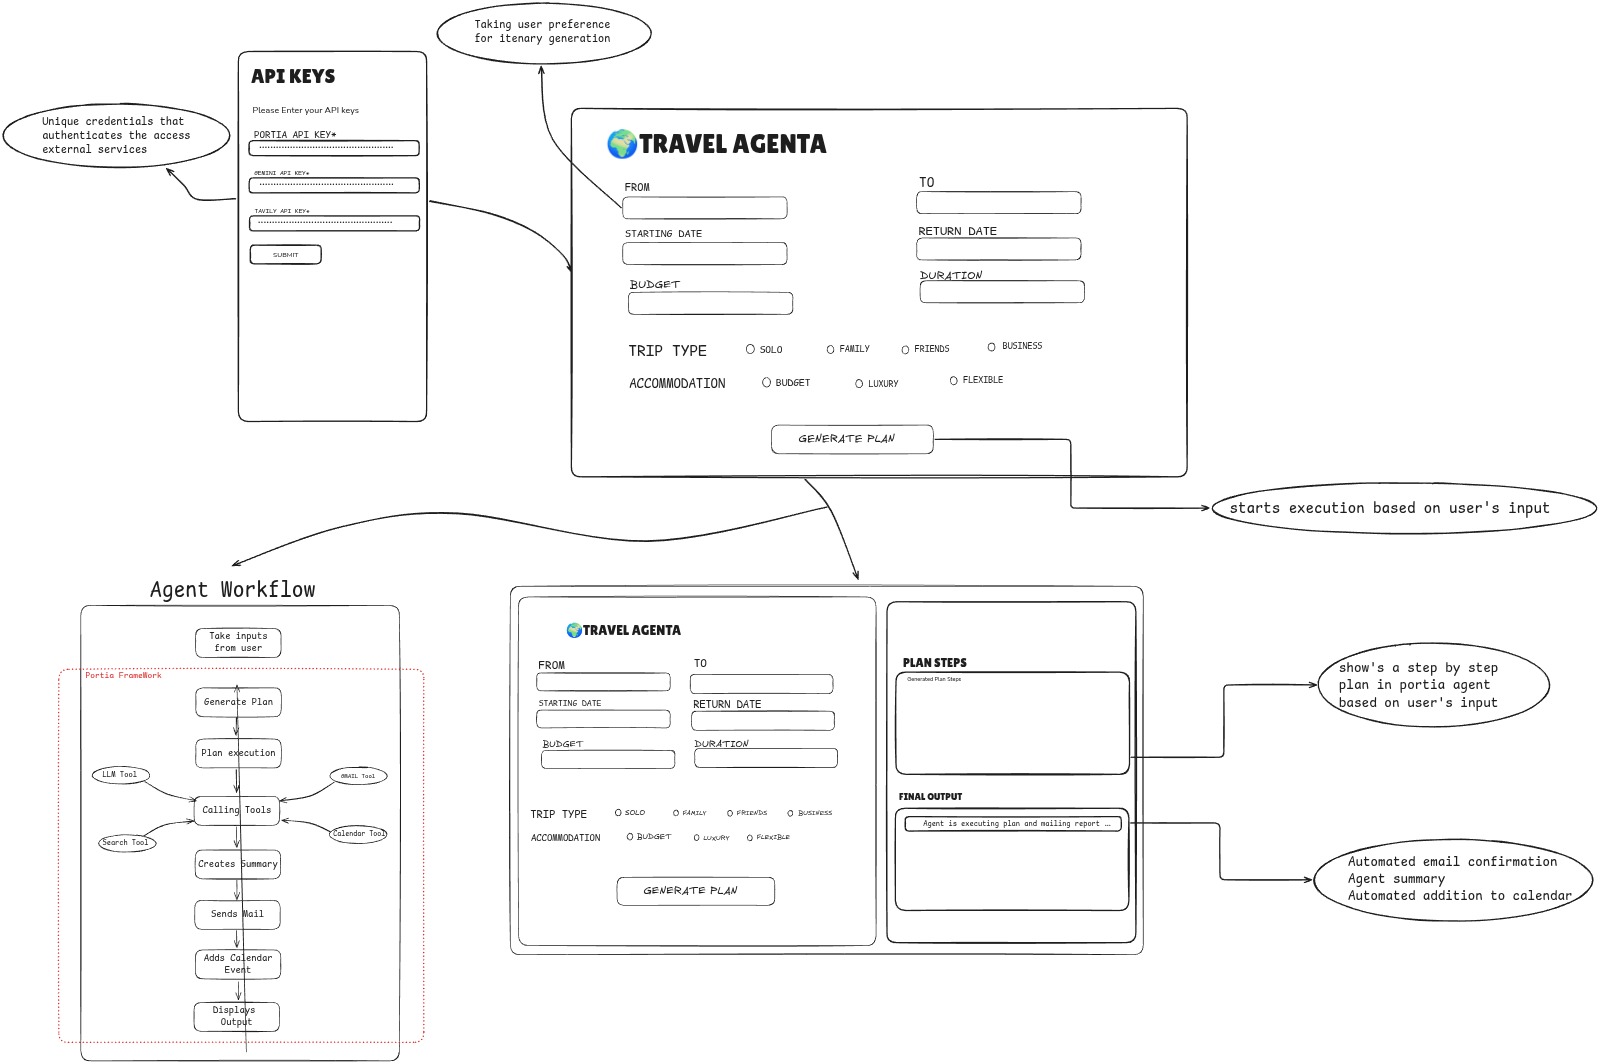 Taking user preference
for itenary generation
API KEYS
Please Enter your API keys
PORTIA API KEY*
GEMINI API KEY*
TAVILY API KEY*
SUBMIT
Unique credentials that
authenticates the access
external services
TRAVEL AGENTA
FROM
TO
STARTING DATE
RETURN DATE
BUDGET
DURATION
TRIP TYPE SOLO FAMILY FRIENDS BUSINESS
ACCOMMODATION BUDGET LUXURY FLEXIBLE
GENERATE PLAN
starts execution based on user's input
Agent Workflow
Take inputs
from user
Portia FrameWork
Generate Plan
Plan execution
LLM Tool
GMAIL Tool
Calling Tools
Search Tool
Calendar Tool
Creates Summary
Sends Mail
Adds Calendar
Event
Displays
Output
TRAVEL AGENTA
FROM
TO
STARTING DATE
RETURN DATE
BUDGET
DURATION
TRIP TYPE SOLO FAMILY FRIENDS BUSINESS
ACCOMMODATION BUDGET LUXURY FLEXIBLE
GENERATE PLAN
PLAN STEPS
Generated Plan Steps
FINAL OUTPUT
Agent is executing plan and mailing report ...
show's a step by step
plan in portia agent
based on user's input
Automated email confirmation
Agent summary
Automated addition to calendar